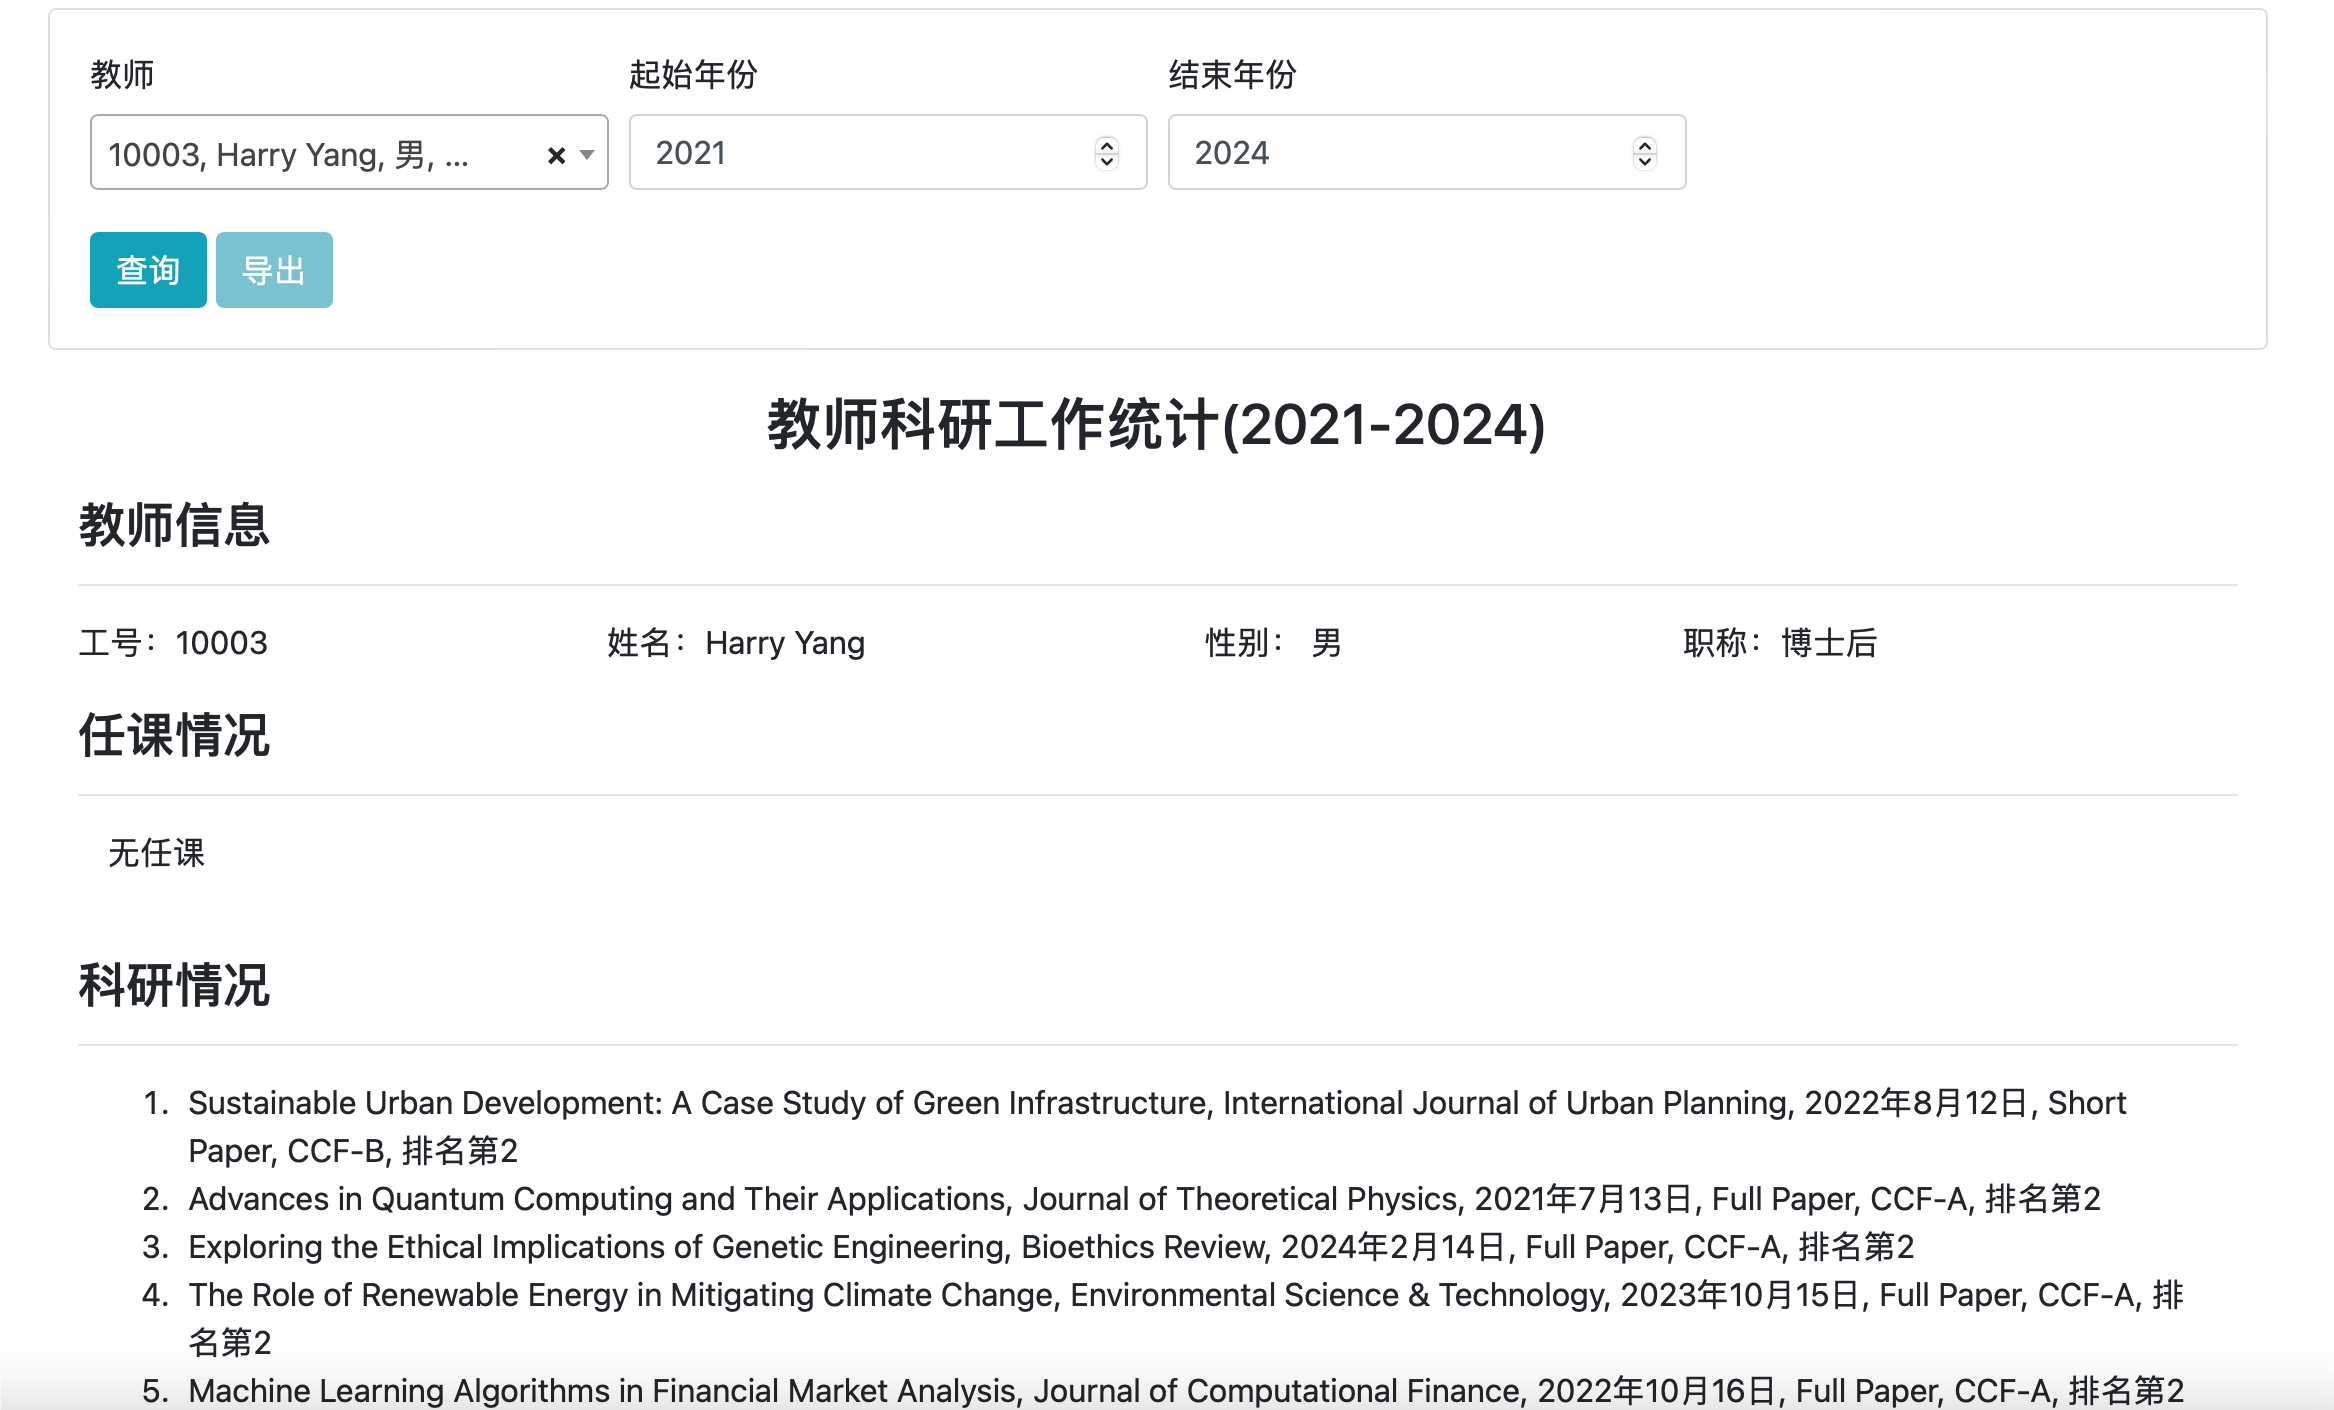 教师 起始年份 结束年份
10003, Harry Yang, 男, ... 2021 2024
查询 导出
教师科研工作统计(2021-2024)
教师信息
工号：10003 姓名：Harry Yang 性别： 男 职称：博士后
任课情况
无任课
科研情况
1. Sustainable Urban Development: A Case Study of Green Infrastructure, International Journal of Urban Planning, 2022年8月12日, Short
Paper, CCF-B, 排名第2
2. Advances in Quantum Computing and Their Applications, Journal of Theoretical Physics, 2021年7月13日, Full Paper, CCF-A, 排名第2
3. Exploring the Ethical Implications of Genetic Engineering, Bioethics Review, 2024年2月14日, Full Paper, CCF-A, 排名第2
4. The Role of Renewable Energy in Mitigating Climate Change, Environmental Science & Technology, 2023年10月15日, Full Paper, CCF-A, 排
名第2
5. Machine Learning Algorithms in Financial Market Analysis, Journal of Computational Finance, 2022年10月16日, Full Paper, CCF-A, 排名第2